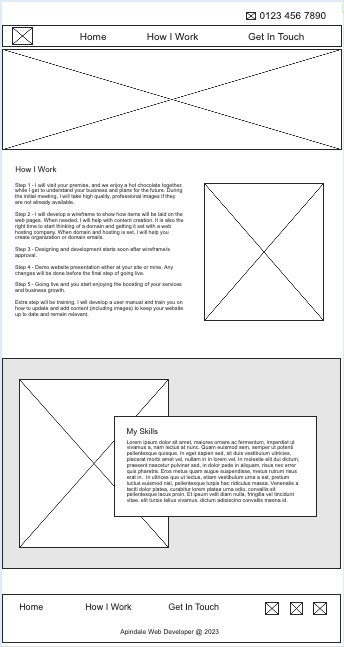 0123 456 7890
Home How I Work Get In Touch
How I Work
Step 1 - I will visit your premise, and we enjoy a hot chocolate together,
while I get to understand your business and plans for the future. During
the initial meeting, I will take high quality, professional images if they
are not already available.
Step 2 - I will develop a wireframe to show how items will be laid on the
web pages. When needed, I will help with content creation. It is also the
right time to start thinking of a domain and getting it set with a web
hosting company. When domain and hosting is set, I will help you
create organization or domain emails.
Step 3 - Designing and development starts soon after wireframe's
approval.
Step 4 - Demo website presentation either at your site or mine. Any
changes will be done before the final step of going live.
Step 5 - Going live and you start enjoying the boosting of your services
and business growth.
Extra step will be training. I will develop a user manual and train you on
how to update and add content (including images) to keep your website
up to date and remain relevant.
My Skills
Lorem ipsum dolor sit amet, maiores ornare ac fermentum, imperdiet ut
vivamus a, nam lectus at nunc. Quam euismod sem, semper ut potenti
pellentesque quisque. In eget sapien sed, sit duis vestibulum ultricies,
placerat morbi amet vel, nullam in in lorem vel. In molestie elit dui dictum,
praesent nascetur pulvinar sed, in dolor pede in aliquam, risus nec error
quis pharetra. Eros metus quam augue suspendisse, metus rutrum risus
erat in. In ultrices quo ut lectus, etiam vestibulum urna a est, pretium
luctus euismod nisl, pellentesque turpis hac ridiculus massa. Venenatis a
taciti dolor platea, curabitur lorem platea urna odio, convallis sit
pellentesque lacus proin. Et ipsum velit diam nulla, fringilla vel tincidunt
vitae, elit turpis tellus vivamus, dictum adipiscing convallis magna id.
Home How I Work Get In Touch
Apindale Web Developer @ 2023